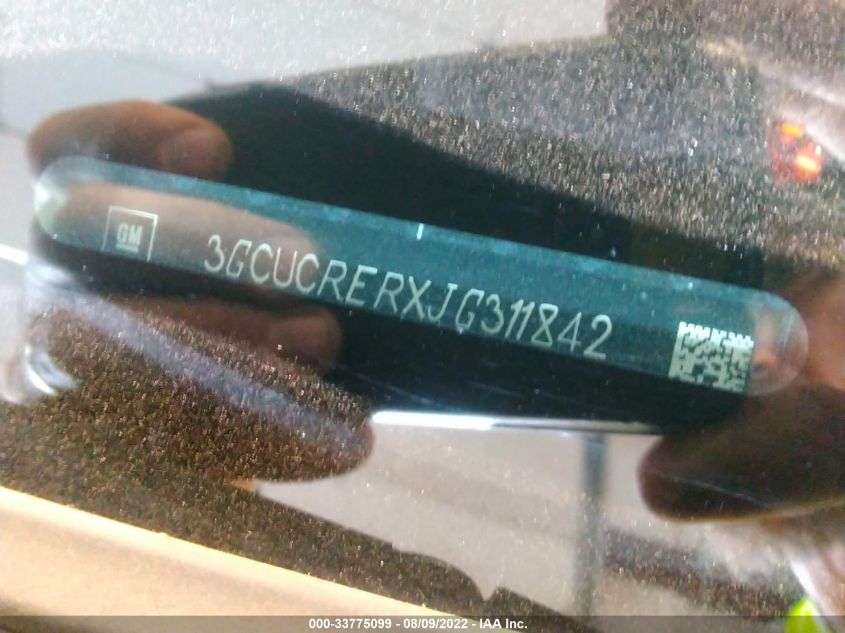 GM
3GCUCRERXJG311842
000-33775099 - 08/09/2022 - IAA Inc.